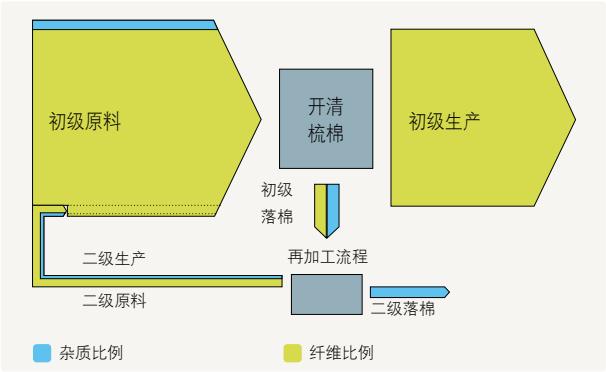 初级原料
开清
梳棉
初级生产
初级
落棉
再加工流程
二级生产
二级原料
二级落棉
杂质比例
纤维比例